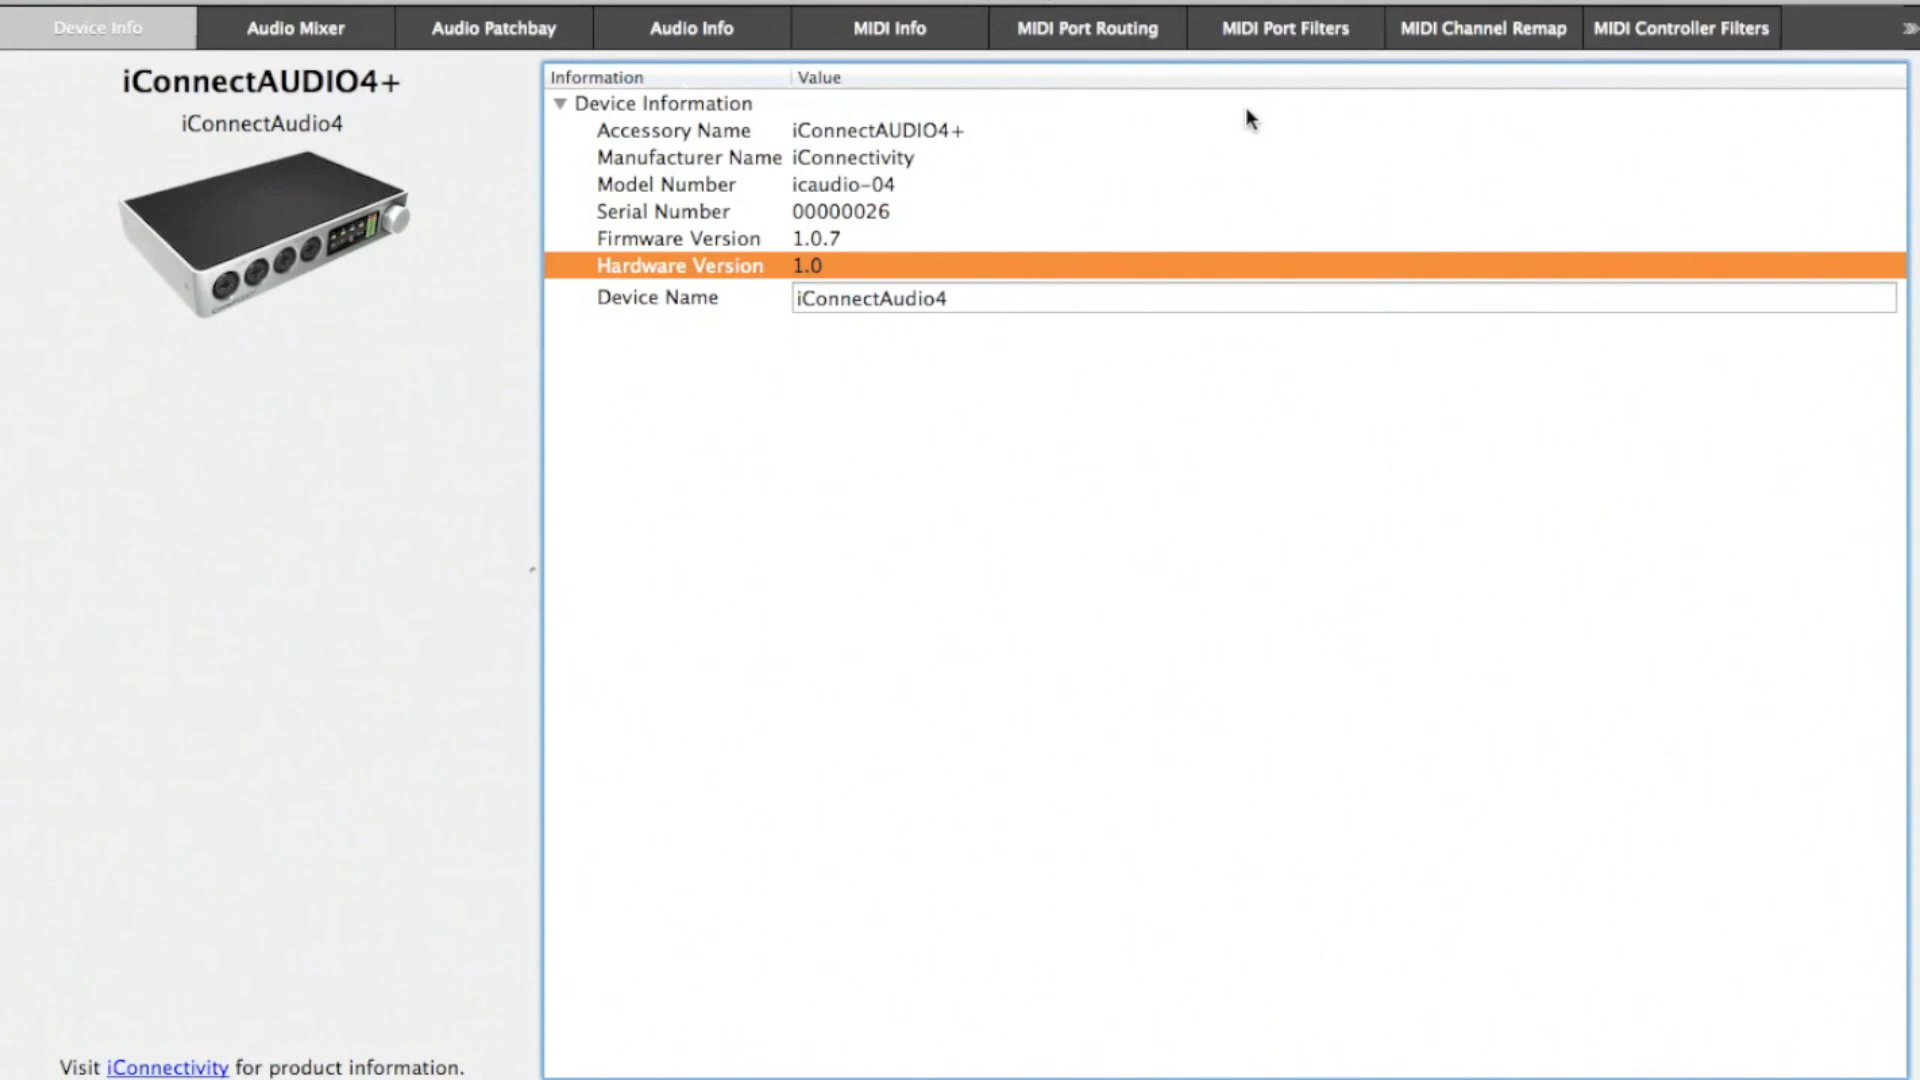 Device Info
Audio Mixer
Audio Patchbay
Audio Info
MIDI Info
MIDI Port Routing
MIDI Port Filters
MIDI Channel Remap
MIDI Controller Filters
iConnectAUDIO4+
iConnectAudio4
Information Value
Device Information
Accessory Name iConnectAUDIO4+
Manufacturer Name iConnectivity
Model Number icaudio-04
Serial Number 00000026
Firmware Version 1.0.7
Hardware Version 1.0
Device Name iConnectAudio4
Visit iConnectivity for product information.